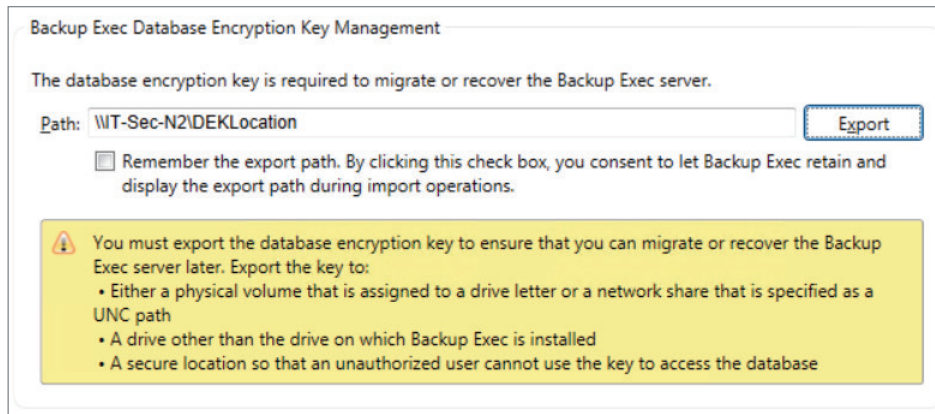 Backup Exec Database Encryption Key Management
The database encryption key is required to migrate or recover the Backup Exec server.
Path: \\IT-Sec-N2\DEKLocation Export
Remember the export path. By clicking this check box, you consent to let Backup Exec retain and
display the export path during import operations.
You must export the database encryption key to ensure that you can migrate or recover the Backup
Exec server later. Export the key to:
• Either a physical volume that is assigned to a drive letter or a network share that is specified as a
UNC path
• A drive other than the drive on which Backup Exec is installed
• A secure location so that an unauthorized user cannot use the key to access the database